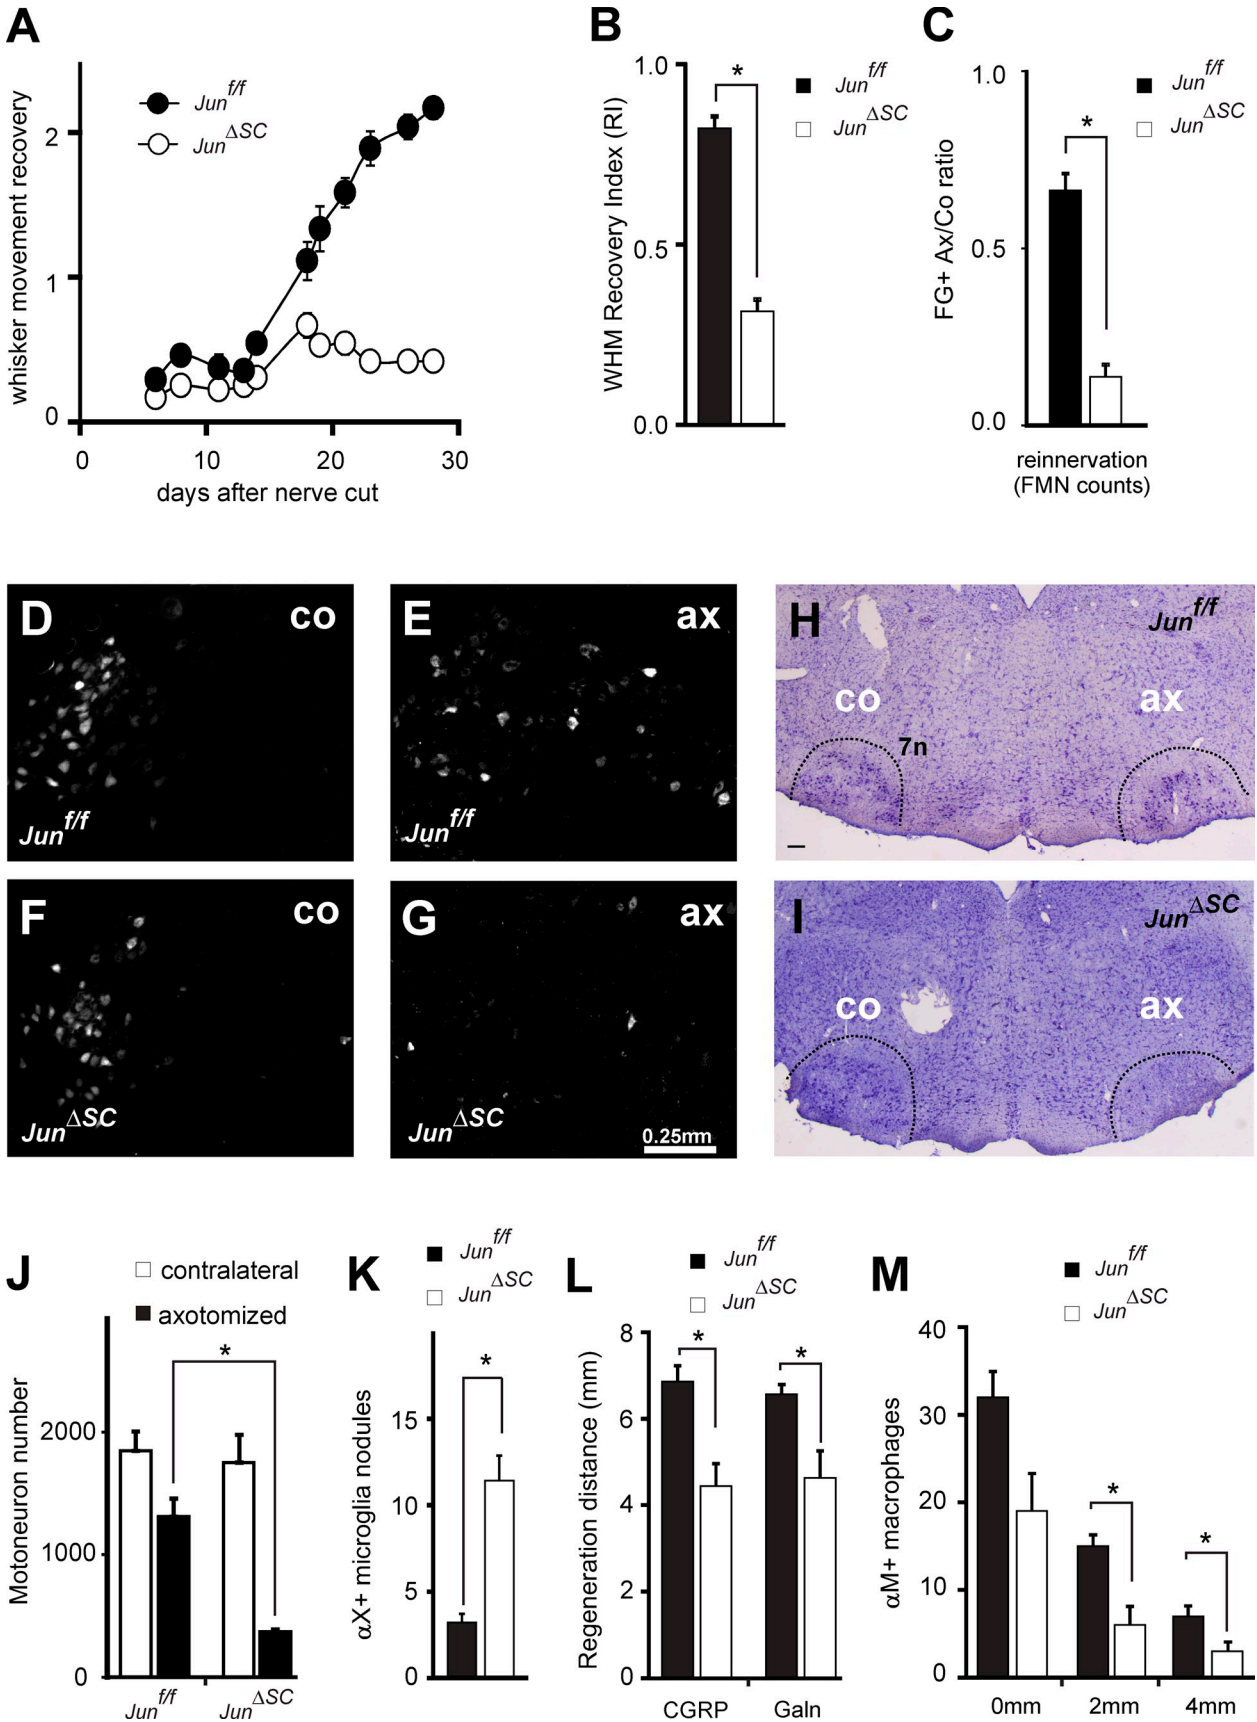 A
Jun f/f
Jun ΔSC
whisker movement recovery
2
1
0
0 10 20 30
days after nerve cut
B
Jun f/f
Jun ΔSC
WHM Recovery Index (RI)
1.0
0.5
0.0
*
C
Jun f/f
Jun ΔSC
FG+ Ax/Co ratio
1.0
0.5
0.0
*
reinnervation
(FMN counts)
D co
Jun f/f
E ax
Jun f/f
H Jun f/f
co ax
7n
F co
Jun ΔSC
G ax
Jun ΔSC
0.25mm
I Jun ΔSC
co ax
J
contralateral
axotomized
Motoneuron number
2000
1000
0
*
Jun f/f Jun ΔSC
K
Jun f/f
Jun ΔSC
αX+ microglia nodules
15
10
5
0
*
L
Jun f/f
Jun ΔSC
Regeneration distance (mm)
8
6
4
2
0
* *
CGRP Galn
M
Jun f/f
Jun ΔSC
αM+ macrophages
40
30
20
10
0
* *
0mm 2mm 4mm